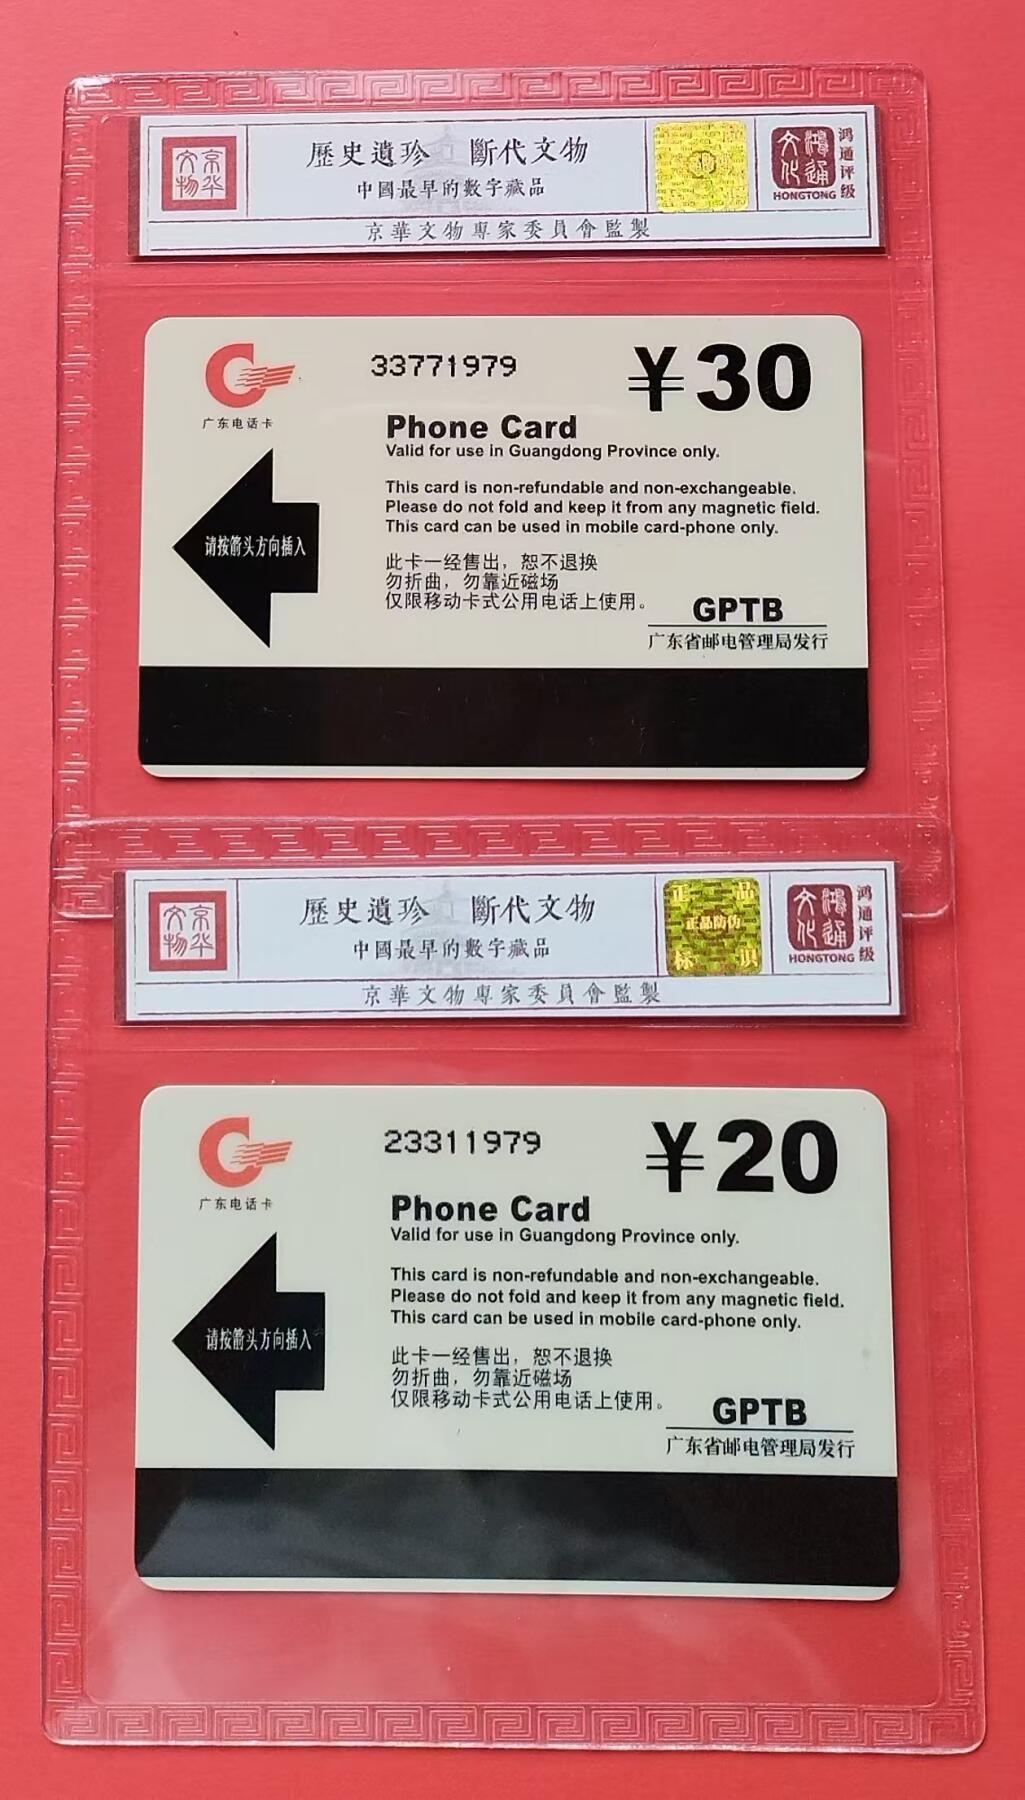 京华文物
歷史遺珍 斷代文物
中國最早的數字藏品
京華文物專家委員會監製
鴻通文化
HONGTONG
鸿通评级
广东电话卡
33771979
¥30
Phone Card
Valid for use in Guangdong Province only.
This card is non-refundable and non-exchangeable.
Please do not fold and keep it from any magnetic field.
This card can be used in mobile card-phone only.
请按箭头方向插入
此卡一经售出，恕不退换
勿折曲，勿靠近磁场
仅限移动卡式公用电话上使用。
GPTB
广东省邮电管理局发行
京华文物
歷史遺珍 斷代文物
中國最早的數字藏品
京華文物專家委員會監製
正品
正品防伪
标识
鴻通文化
HONGTONG
鸿通评级
广东电话卡
23311979
¥20
Phone Card
Valid for use in Guangdong Province only.
This card is non-refundable and non-exchangeable.
Please do not fold and keep it from any magnetic field.
This card can be used in mobile card-phone only.
请按箭头方向插入
此卡一经售出，恕不退换
勿折曲，勿靠近磁场
仅限移动卡式公用电话上使用。
GPTB
广东省邮电管理局发行